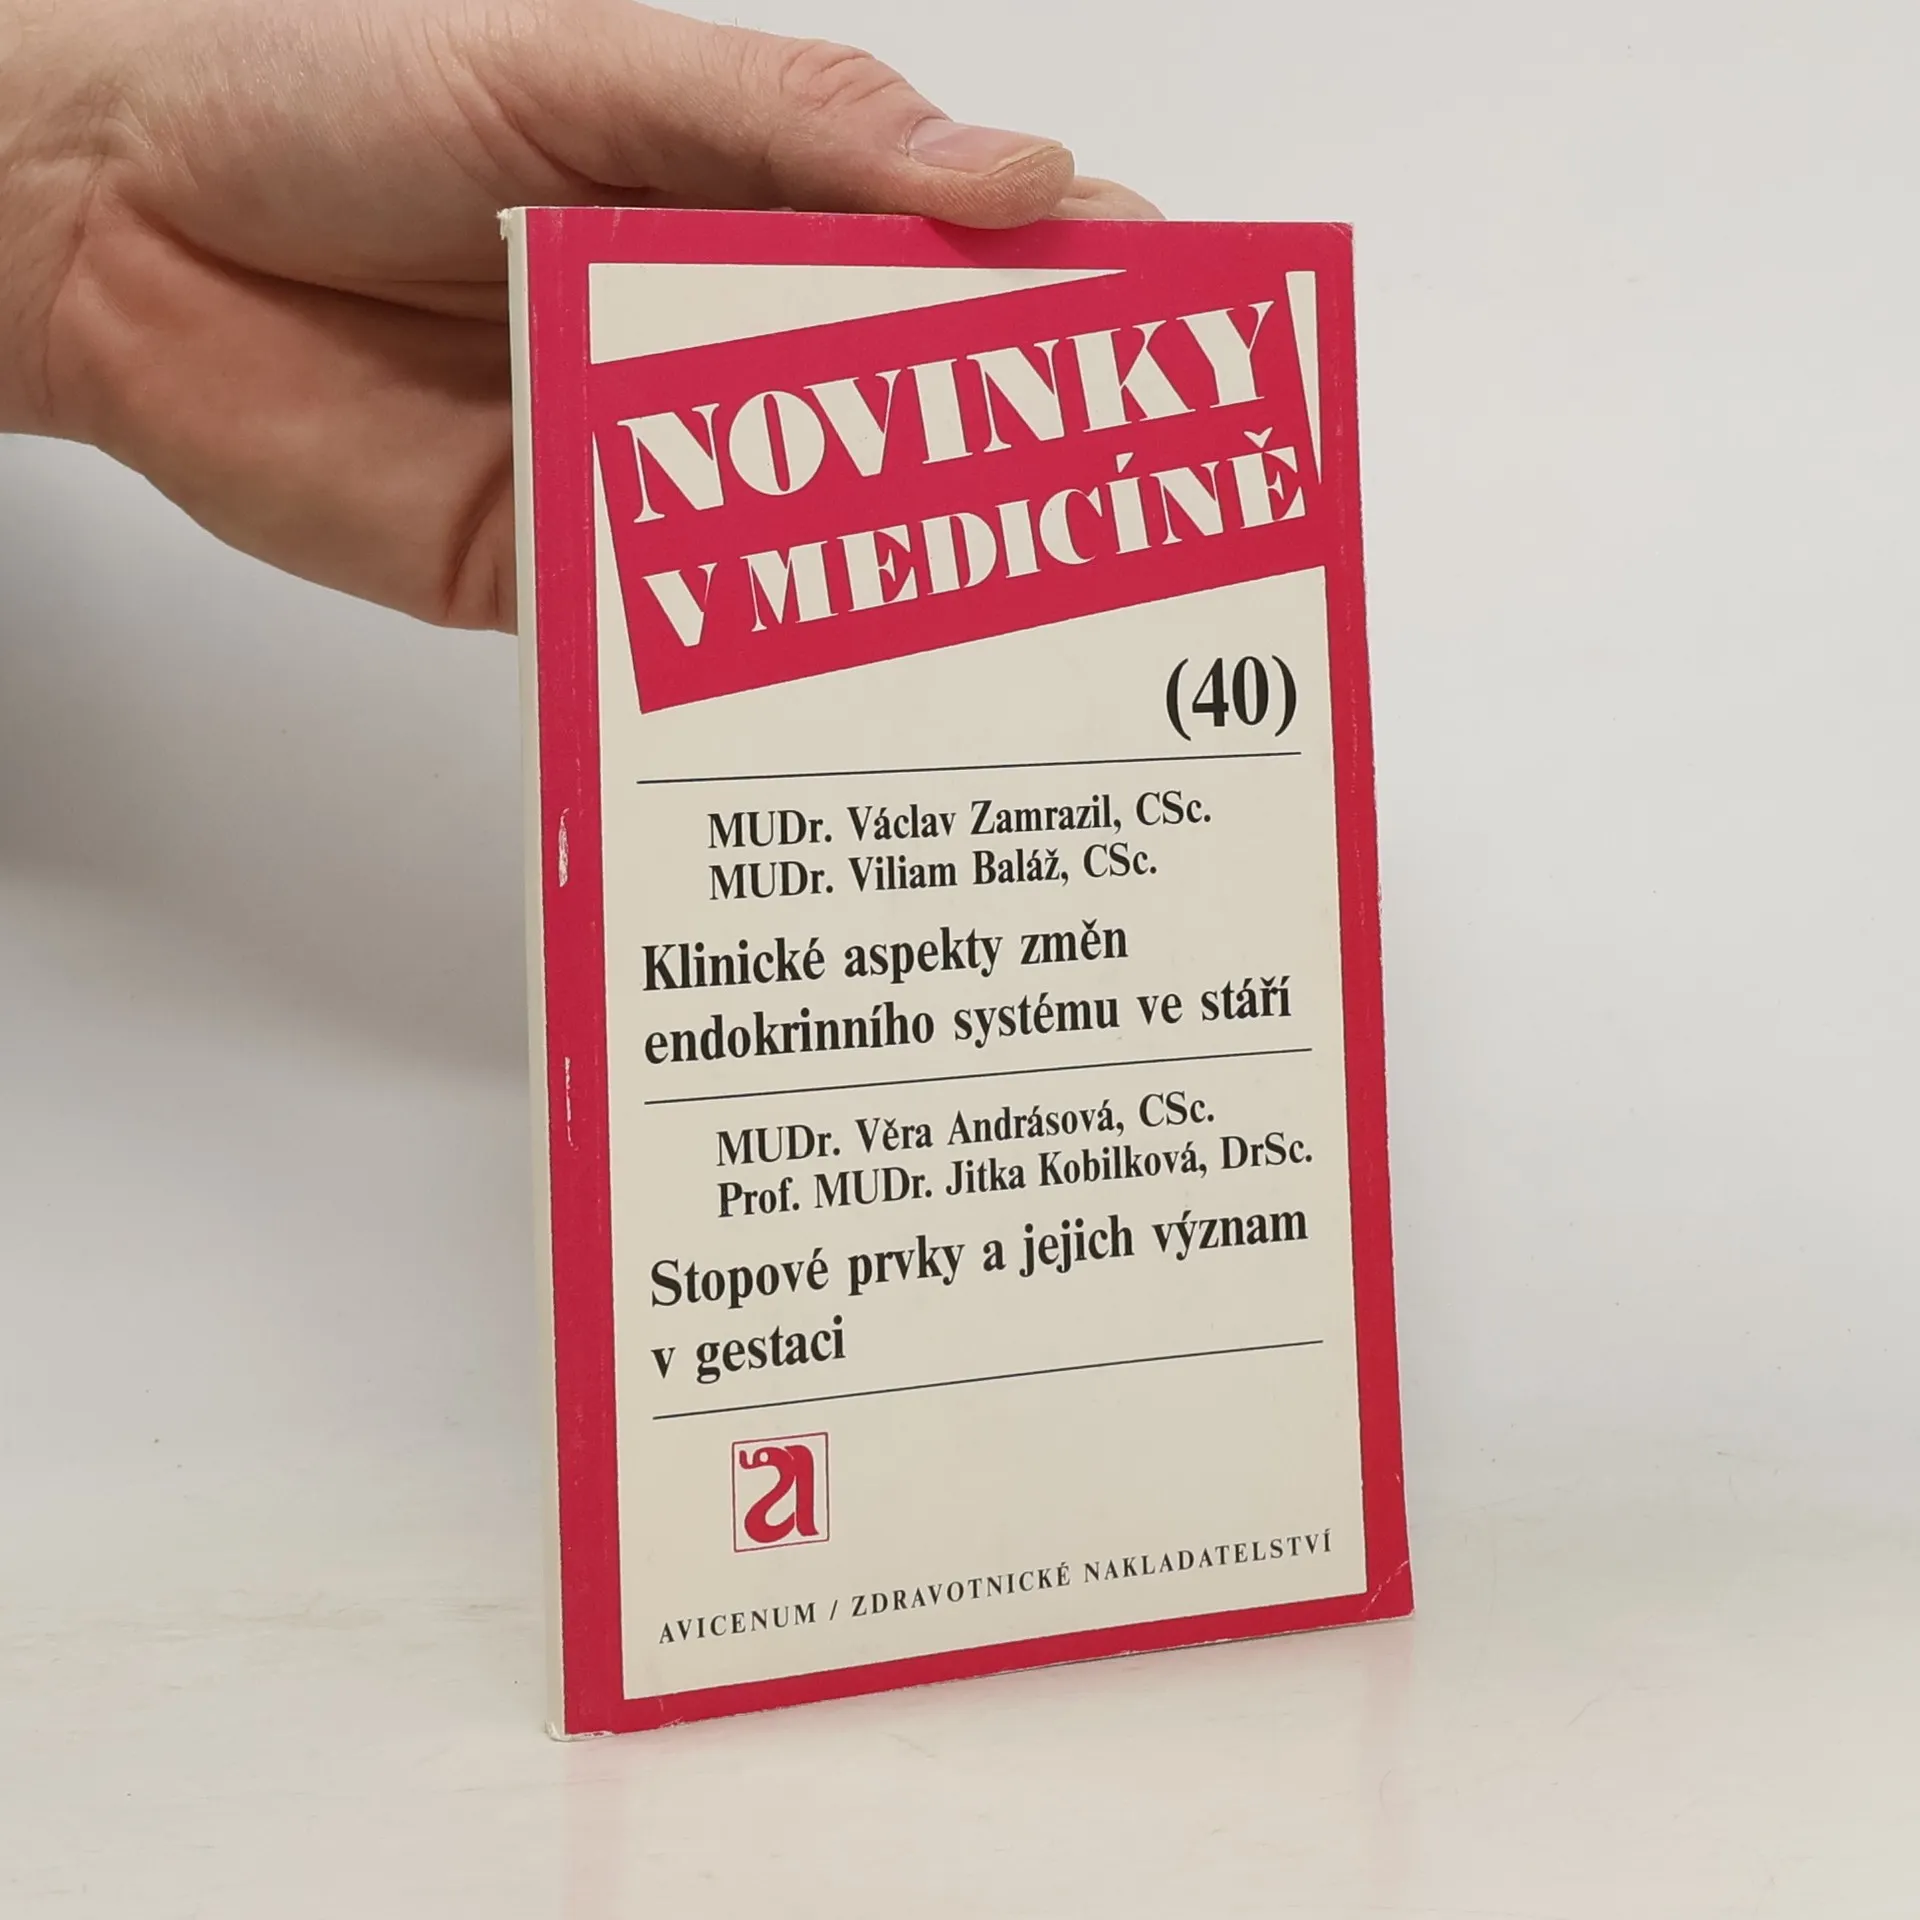 NOVINKY
V MEDICÍNĚ
(40)
MUDr. Václav Zamrazil, CSc.
MUDr. Viliam Baláž, CSc.
Klinické aspekty změn
endokrinního systému ve stáří
MUDr. Věra Andrásová, CSc.
Prof. MUDr. Jitka Kobilková, DrSc.
Stopové prvky a jejich význam
v gestaci
a
AVICENUM / ZDRAVOTNICKÉ NAKLADATELSTVÍ